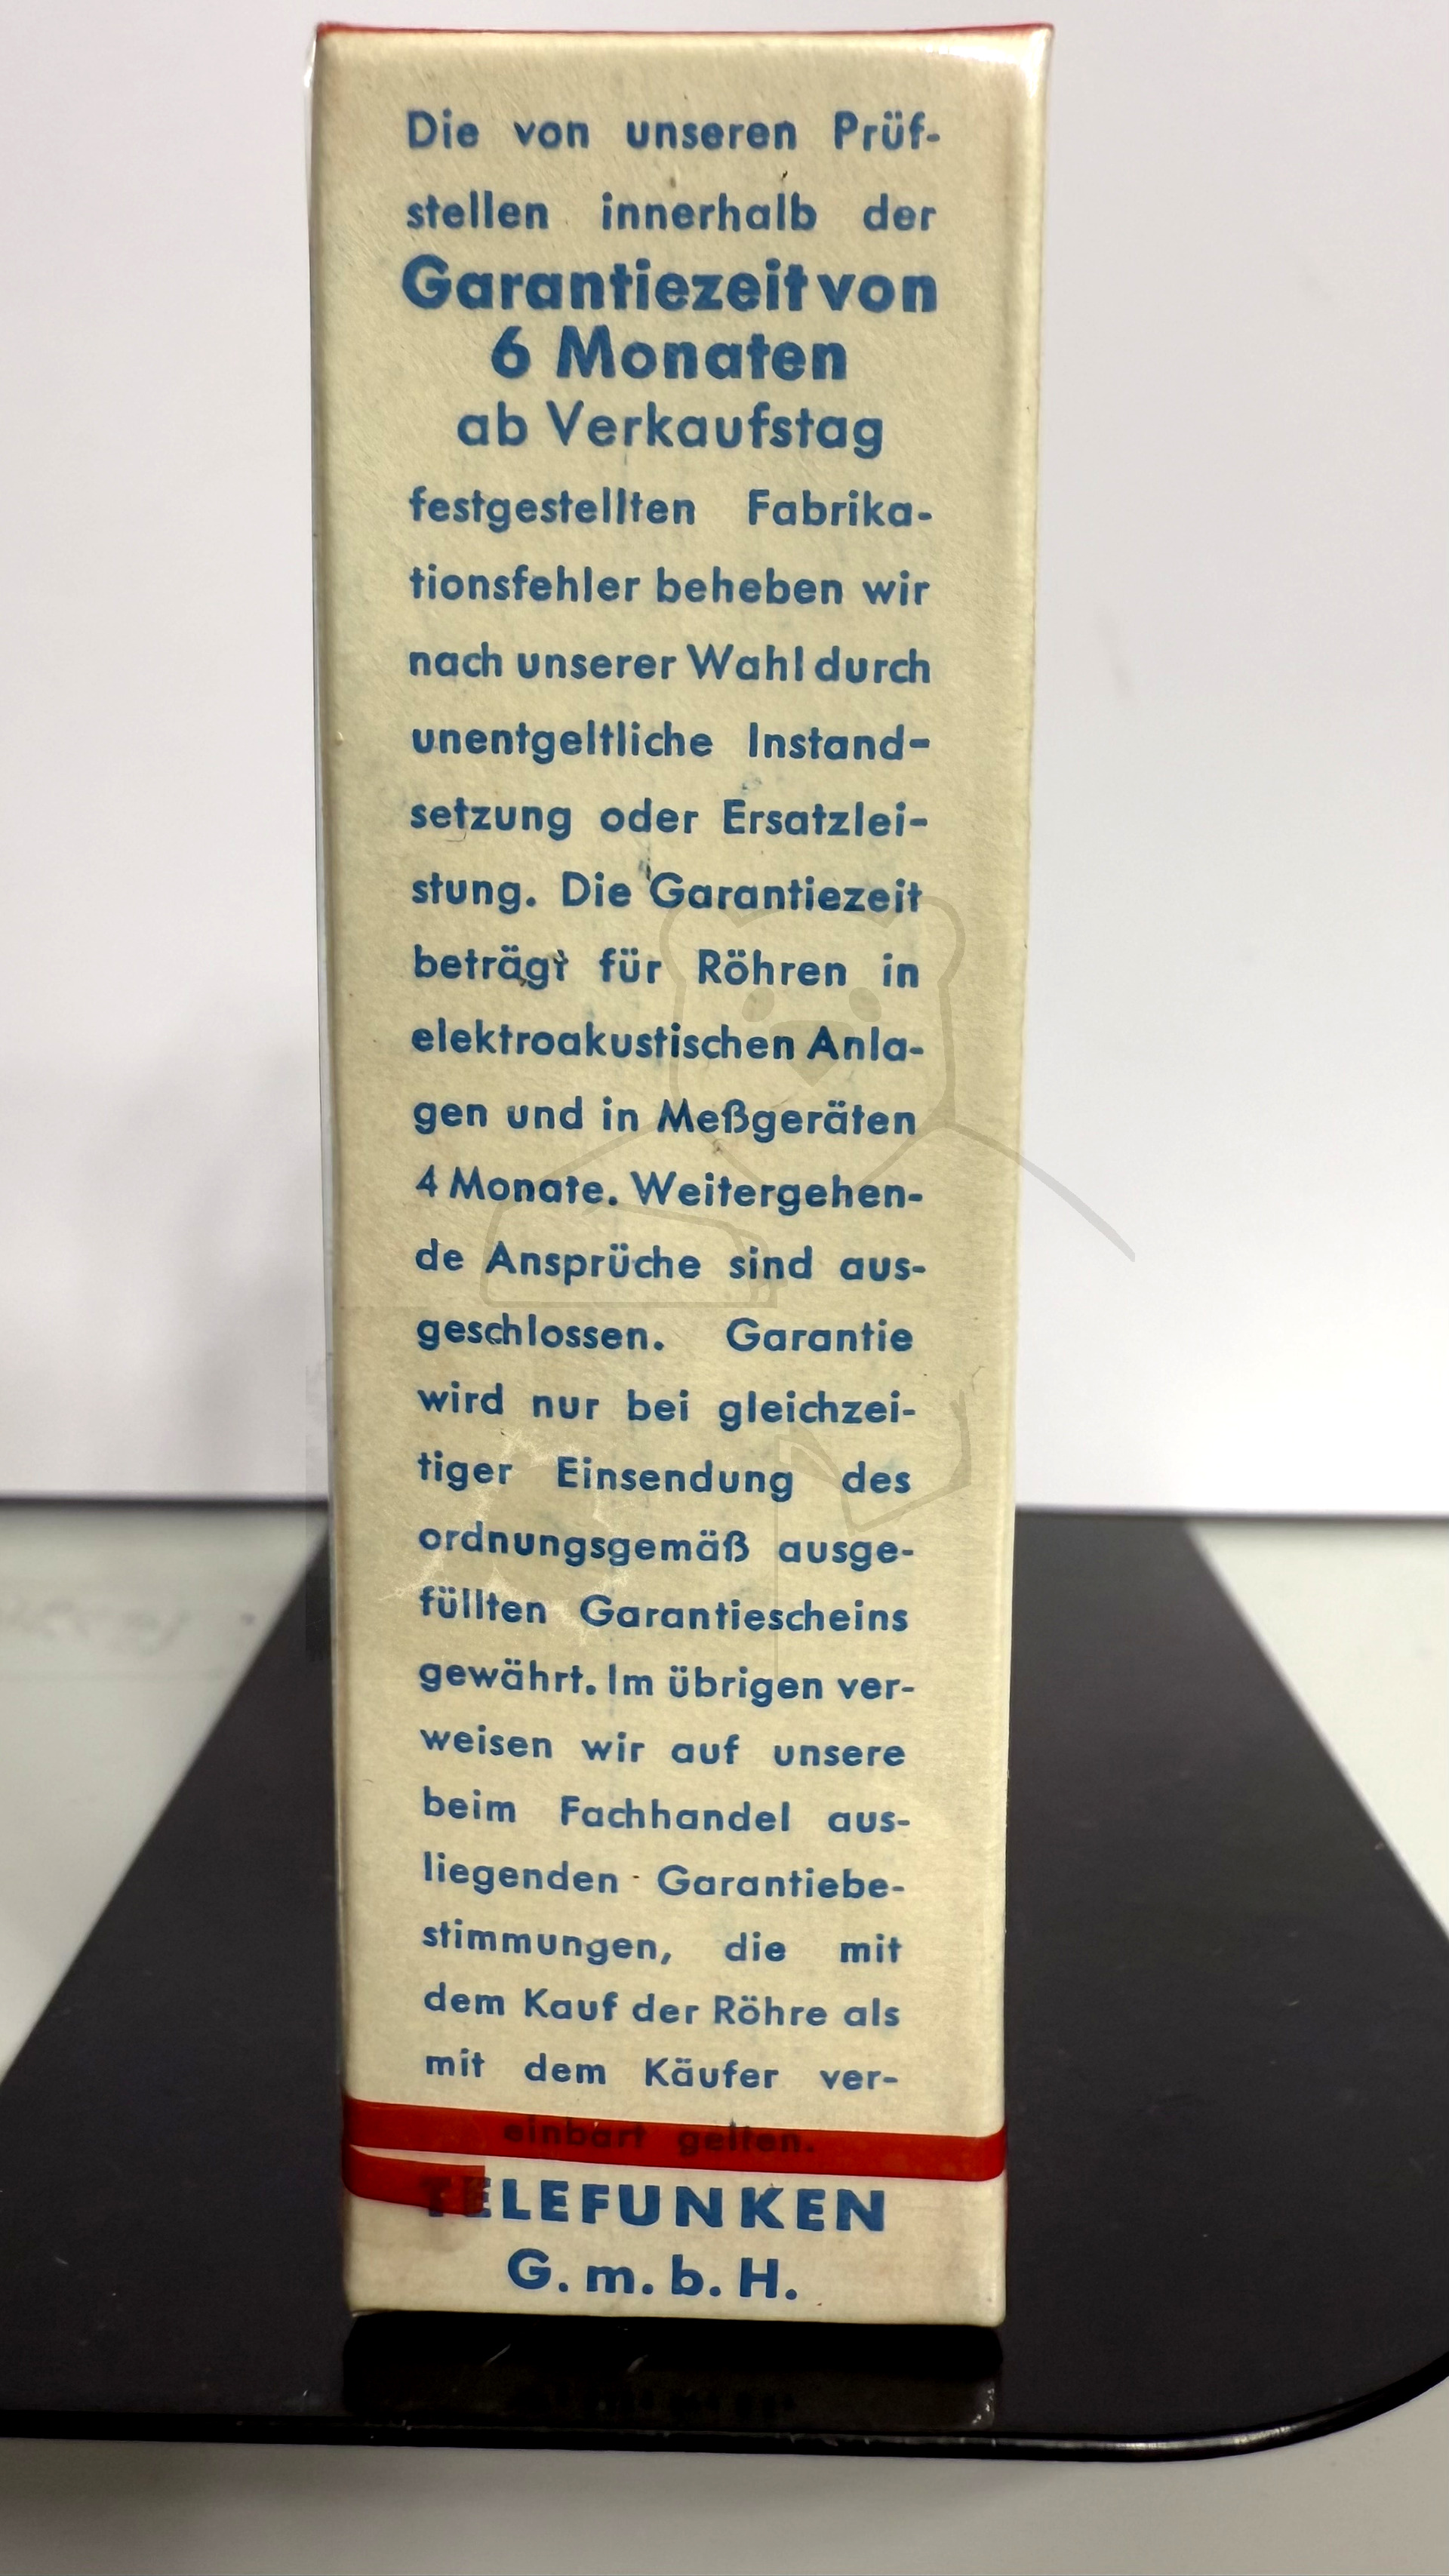 Die von unseren Prüf-
stellen innerhalb der
Garantiezeit von
6 Monaten
ab Verkaufstag
festgestellten Fabrika-
tionsfehler beheben wir
nach unserer Wahl durch
unentgeltliche Instand-
setzung oder Ersatzlei-
stung. Die Garantiezeit
beträgt für Röhren in
elektroakustischen Anla-
gen und in Meßgeräten
4 Monate. Weitergehen-
de Ansprüche sind aus-
geschlossen. Garantie
wird nur bei gleichzei-
tiger Einsendung des
ordnungsgemäß ausge-
füllten Garantiescheins
gewährt. Im übrigen ver-
weisen wir auf unsere
beim Fachhandel aus-
liegenden Garantiebe-
stimmungen, die mit
dem Kauf der Röhre als
mit dem Käufer ver-
einbart gelten.
TELEFUNKEN
G.m.b.H.